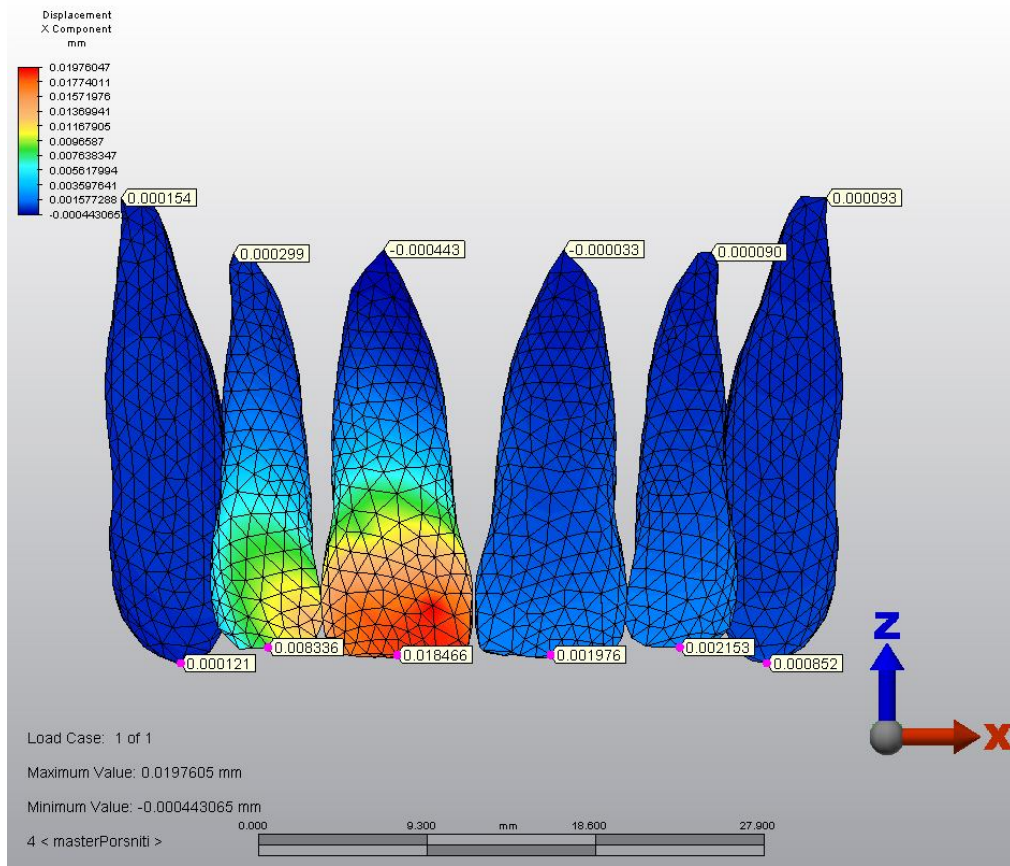 Displacement
X Component
mm
0.01976047
0.01774011
0.01571976
0.01369941
0.01167905
0.0096587
0.007638347
0.005617994
0.003597641
0.001577288
-0.000443065
0.000154
0.000093
0.000299
-0.000443
-0.000033
0.000090
0.000121
0.008336
0.018466
0.001976
0.002153
0.000852
Z
X
Load Case: 1 of 1
Maximum Value: 0.0197605 mm
Minimum Value: -0.000443065 mm
0.000 9.300 mm 18.600 27.900
4 < masterPorsniti >